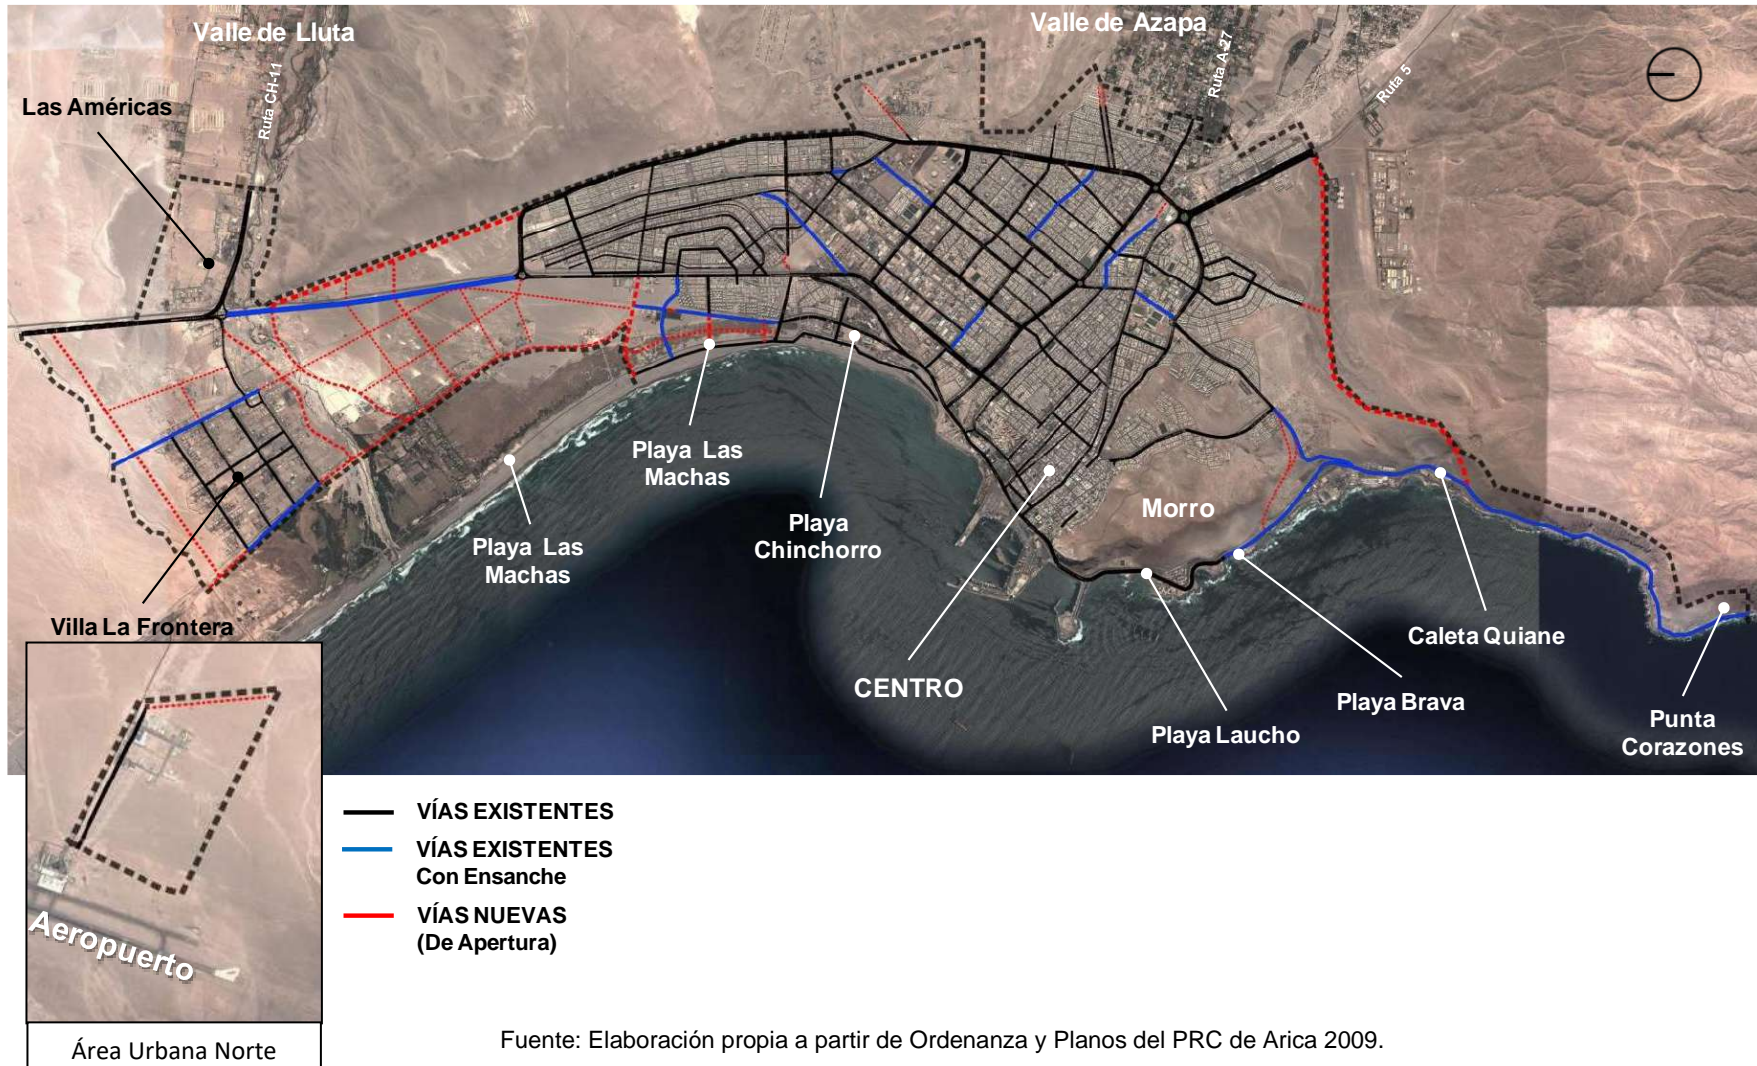 Valle de Lluta
Valle de Azapa
Ruta CH-11
Ruta A-27
Ruta 5
Las Américas
Playa Las
Machas
Playa
Chinchorro
Morro
Playa Las
Machas
Villa La Frontera
CENTRO
Caleta Quiane
Playa Brava
Playa Laucho
Punta
Corazones
VÍAS EXISTENTES
VÍAS EXISTENTES
Con Ensanche
VÍAS NUEVAS
(De Apertura)
Aeropuerto
Área Urbana Norte
Fuente: Elaboración propia a partir de Ordenanza y Planos del PRC de Arica 2009.